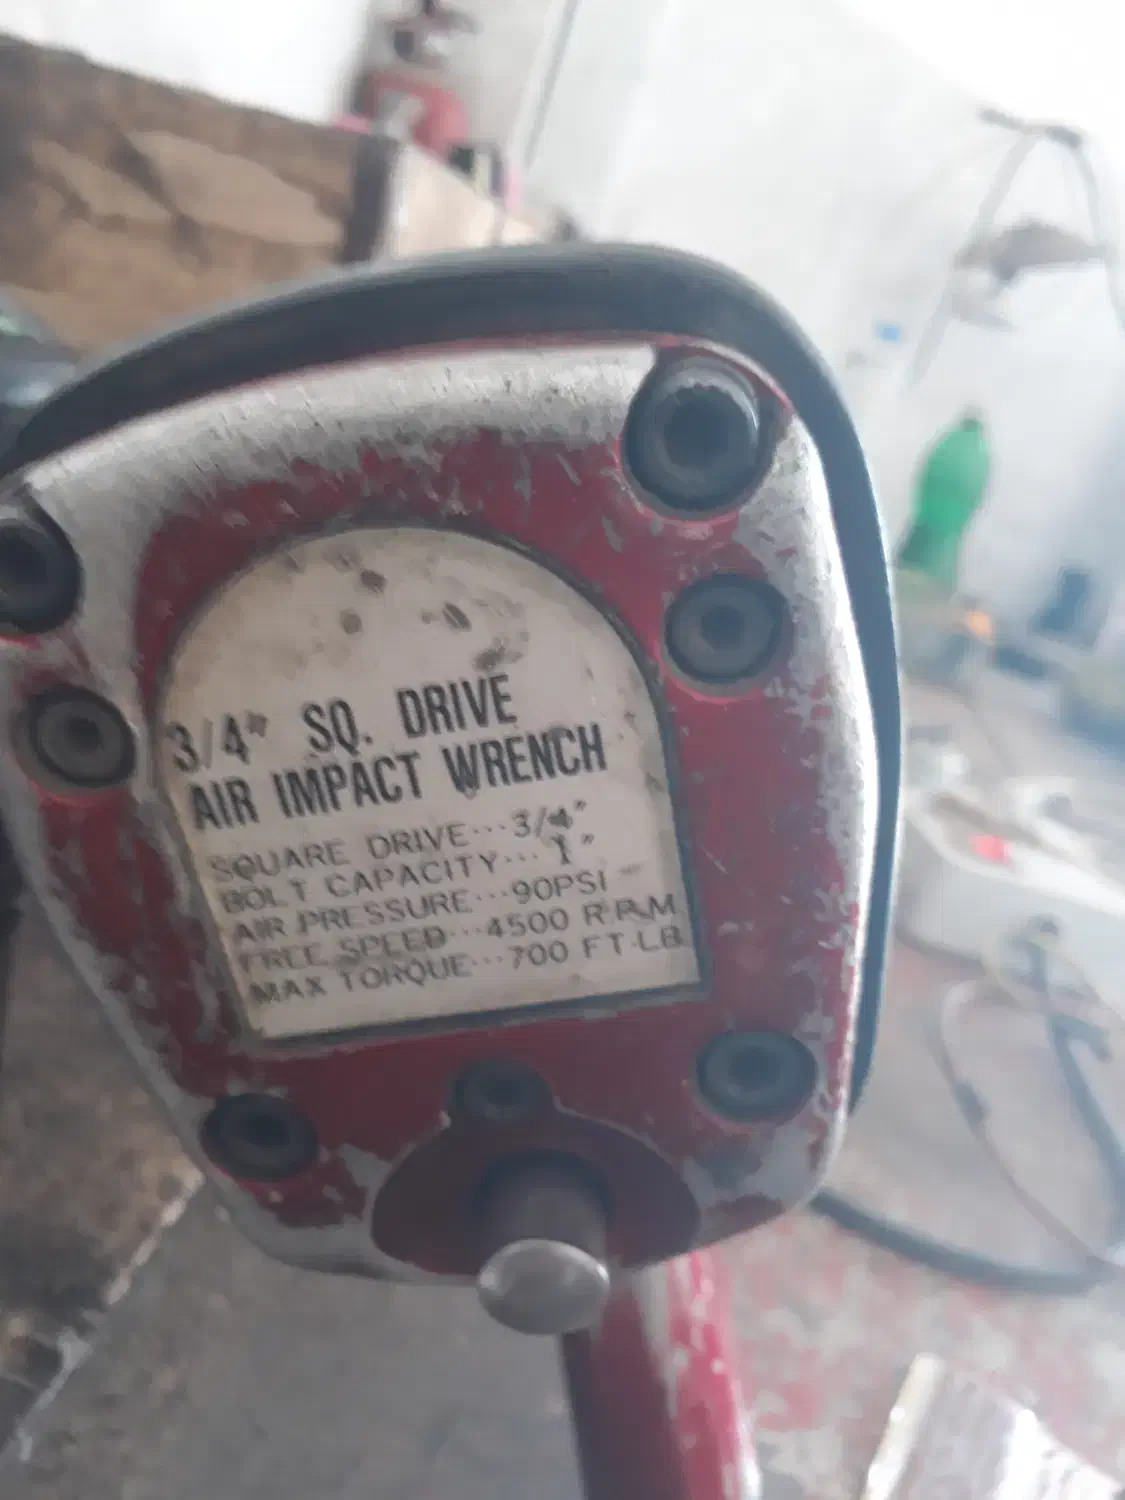 3/4" SQ. DRIVE
AIR IMPACT WRENCH
SQUARE DRIVE···3/4"
BOLT CAPACITY··· 1"
AIR PRESSURE···90PSI
FREE SPEED···4500 R.P.M
MAX TORQUE···700 FT-LB